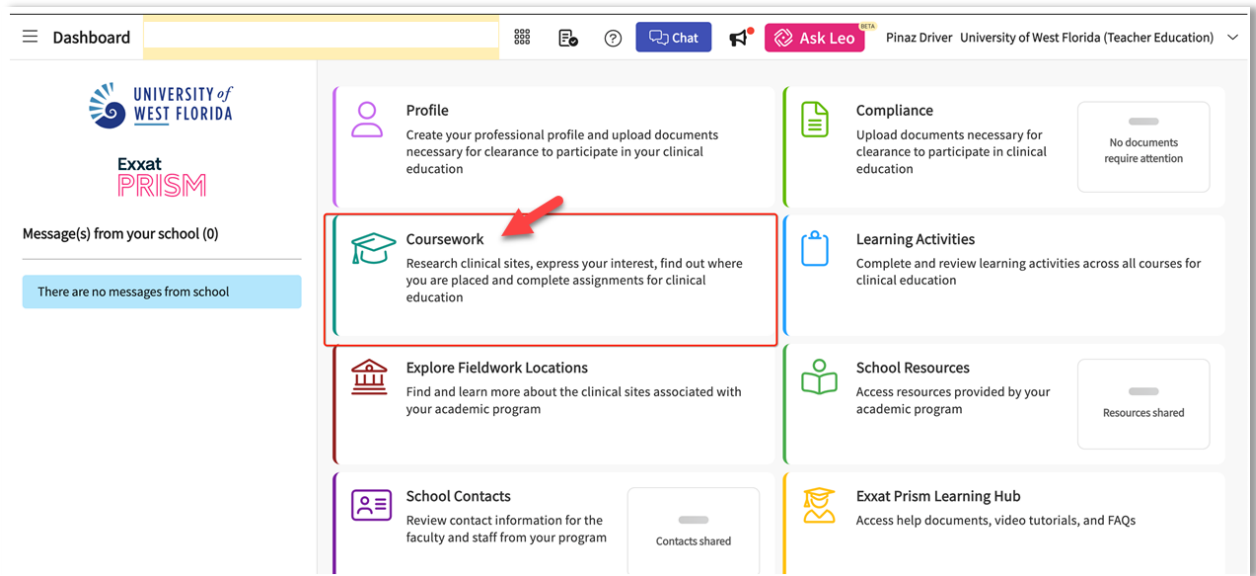 Dashboard
Chat
Ask Leo
BETA
Pinaz Driver University of West Florida (Teacher Education)
UNIVERSITY of
WEST FLORIDA
Exxat
PRISM
Message(s) from your school (0)
There are no messages from school
Profile
Create your professional profile and upload documents
necessary for clearance to participate in your clinical
education
Compliance
Upload documents necessary for
clearance to participate in clinical
education
No documents
require attention
Coursework
Research clinical sites, express your interest, find out where
you are placed and complete assignments for clinical
education
Learning Activities
Complete and review learning activities across all courses for
clinical education
Explore Fieldwork Locations
Find and learn more about the clinical sites associated with
your academic program
School Resources
Access resources provided by your
academic program
Resources shared
School Contacts
Review contact information for the
faculty and staff from your program
Contacts shared
Exxat Prism Learning Hub
Access help documents, video tutorials, and FAQs